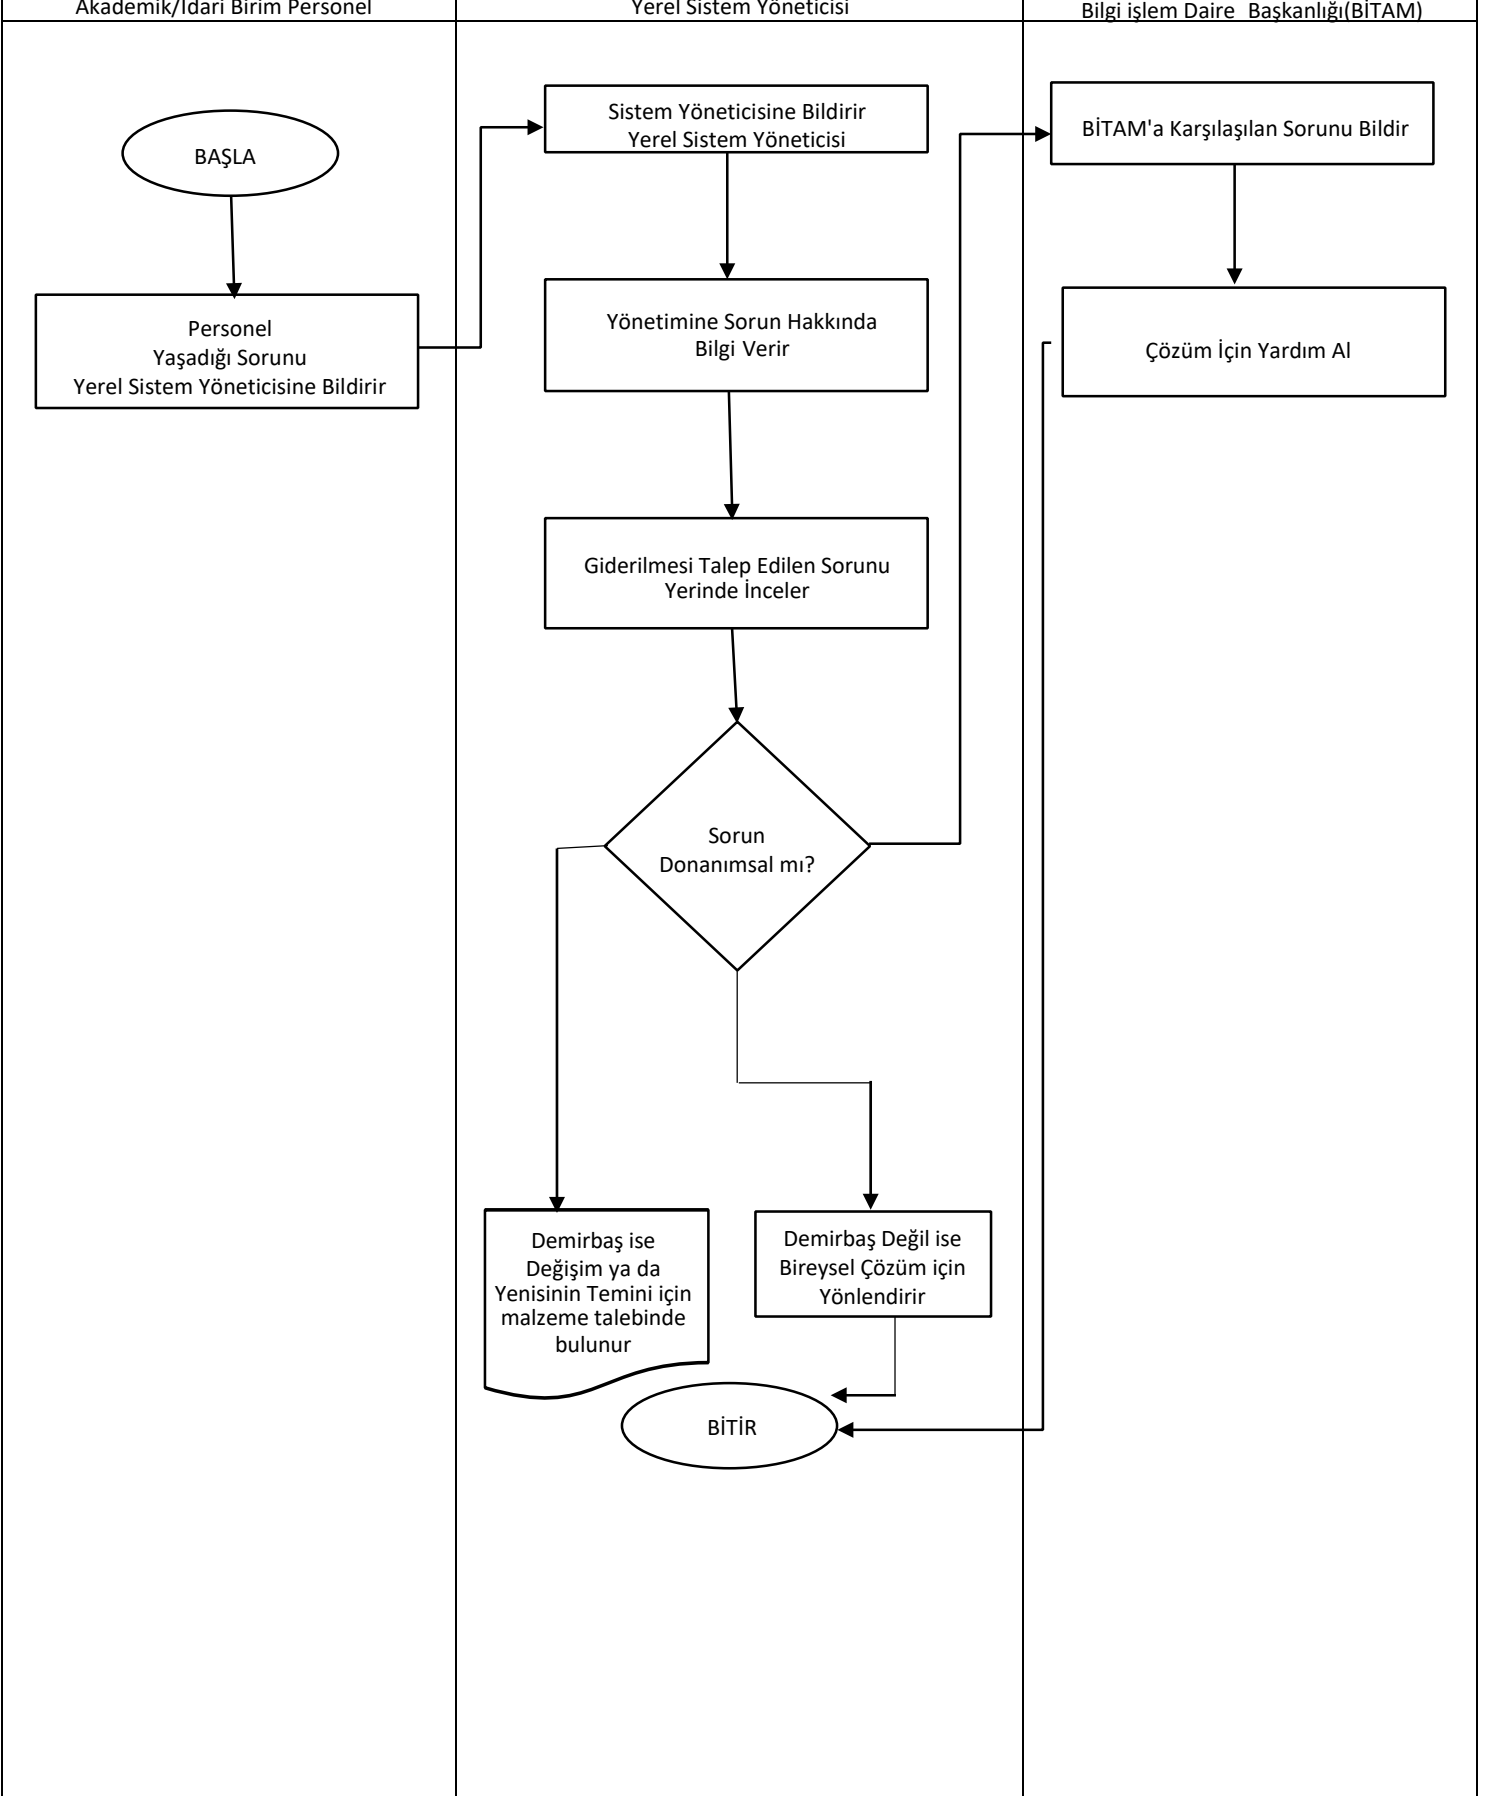 Akademik/İdari Birim Personel
Yerel Sistem Yöneticisi
Bilgi işlem Daire Başkanlığı(BİTAM)
BAŞLA
Personel
Yaşadığı Sorunu
Yerel Sistem Yöneticisine Bildirir
Sistem Yöneticisine Bildirir
Yerel Sistem Yöneticisi
Yönetimine Sorun Hakkında
Bilgi Verir
Giderilmesi Talep Edilen Sorunu
Yerinde İnceler
Sorun
Donanımsal mı?
Demirbaş ise
Değişim ya da
Yenisinin Temini için
malzeme talebinde
bulunur
Demirbaş Değil ise
Bireysel Çözüm için
Yönlendirir
BİTİR
BİTAM'a Karşılaşılan Sorunu Bildir
Çözüm İçin Yardım Al